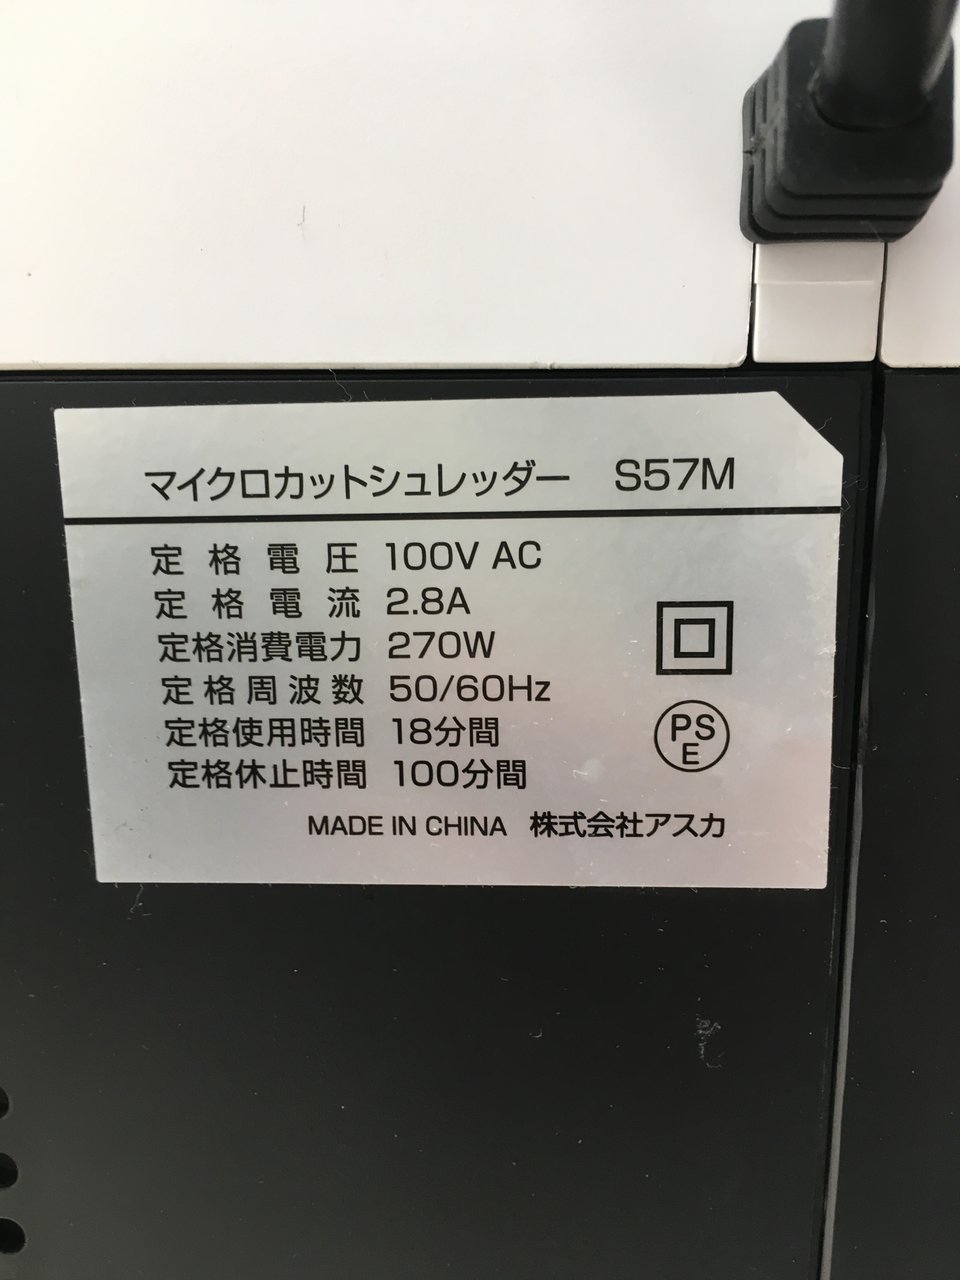 マイクロカットシュレッダー S57M
定格電圧 100V AC
定格電流 2.8A
定格消費電力 270W
定格周波数 50/60Hz
定格使用時間 18分間
定格休止時間 100分間
PS
E
MADE IN CHINA 株式会社アスカ